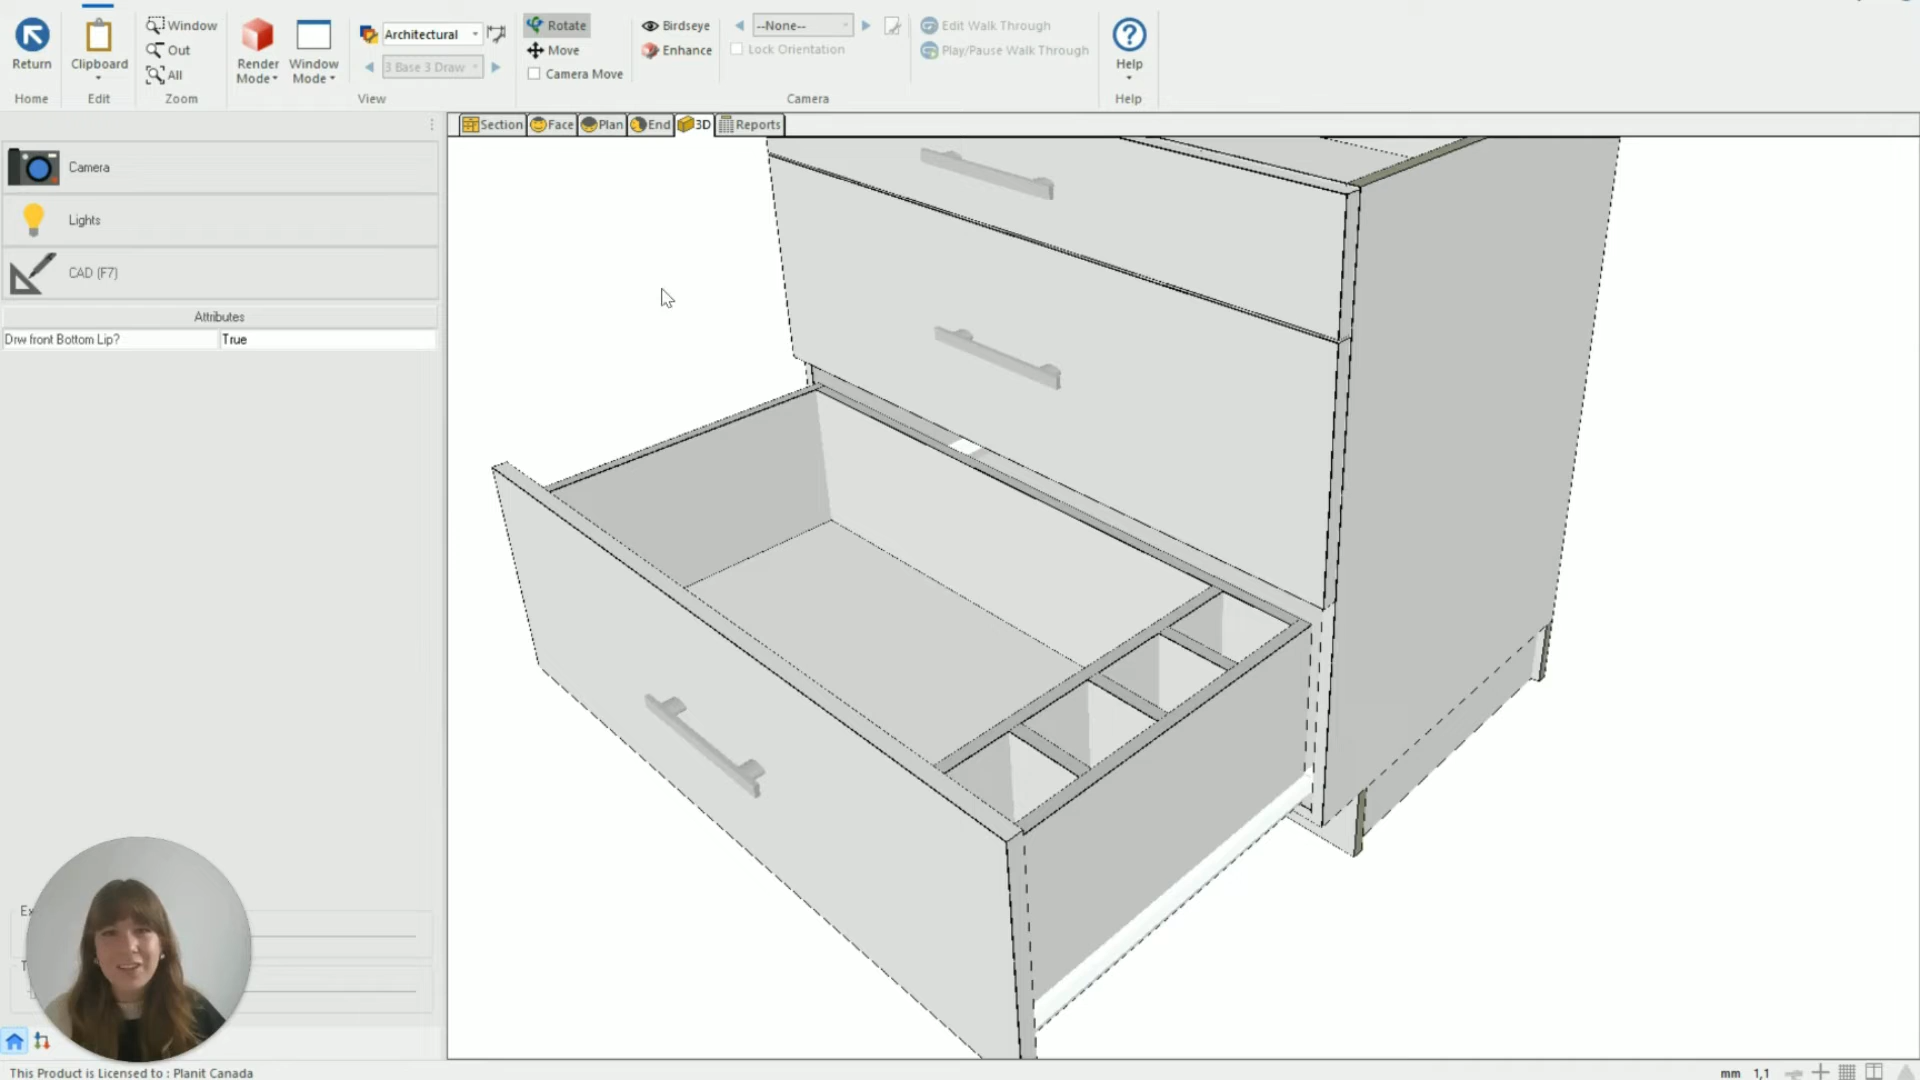 Return
Home
Clipboard
Edit
Window
Out
All
Zoom
Render Mode
Window Mode
Architectural
3 Base 3 Draw
View
Rotate
Move
Camera Move
Birdseye
Enhance
--None--
Lock Orientation
Edit Walk Through
Play/Pause Walk Through
Camera
Help
Help
Section
Face
Plan
End
3D
Reports
Camera
Lights
CAD (F7)
Attributes
Drw front Bottom Lip? True
This Product is Licensed to : Planit Canada
mm 1,1